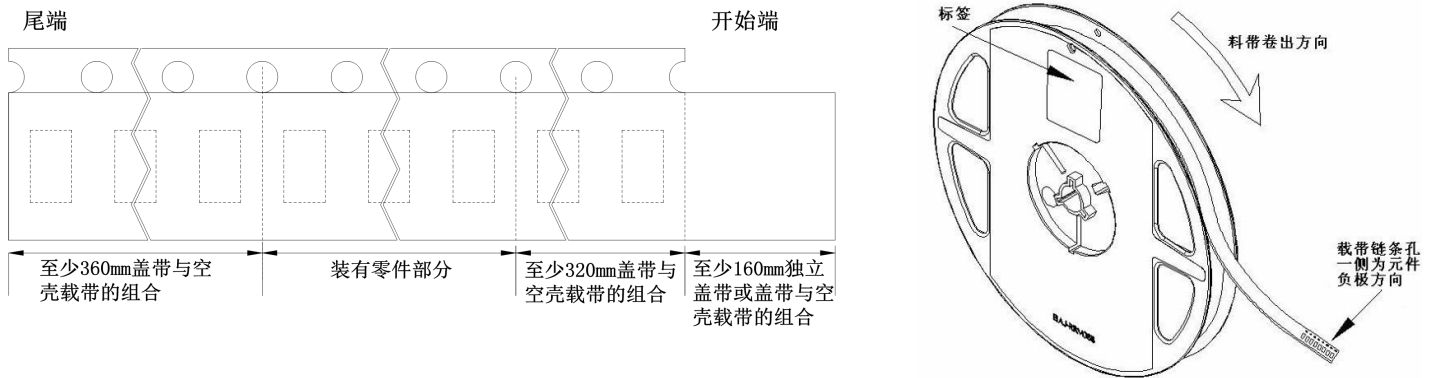 尾端
开始端
至少360mm盖带与空
壳载带的组合
装有零件部分
至少320mm盖带与
空壳载带的组合
至少160mm独立
盖带或盖带与空
壳载带的组合
标签
料带卷出方向
载带链条孔
一侧为元件
负极方向